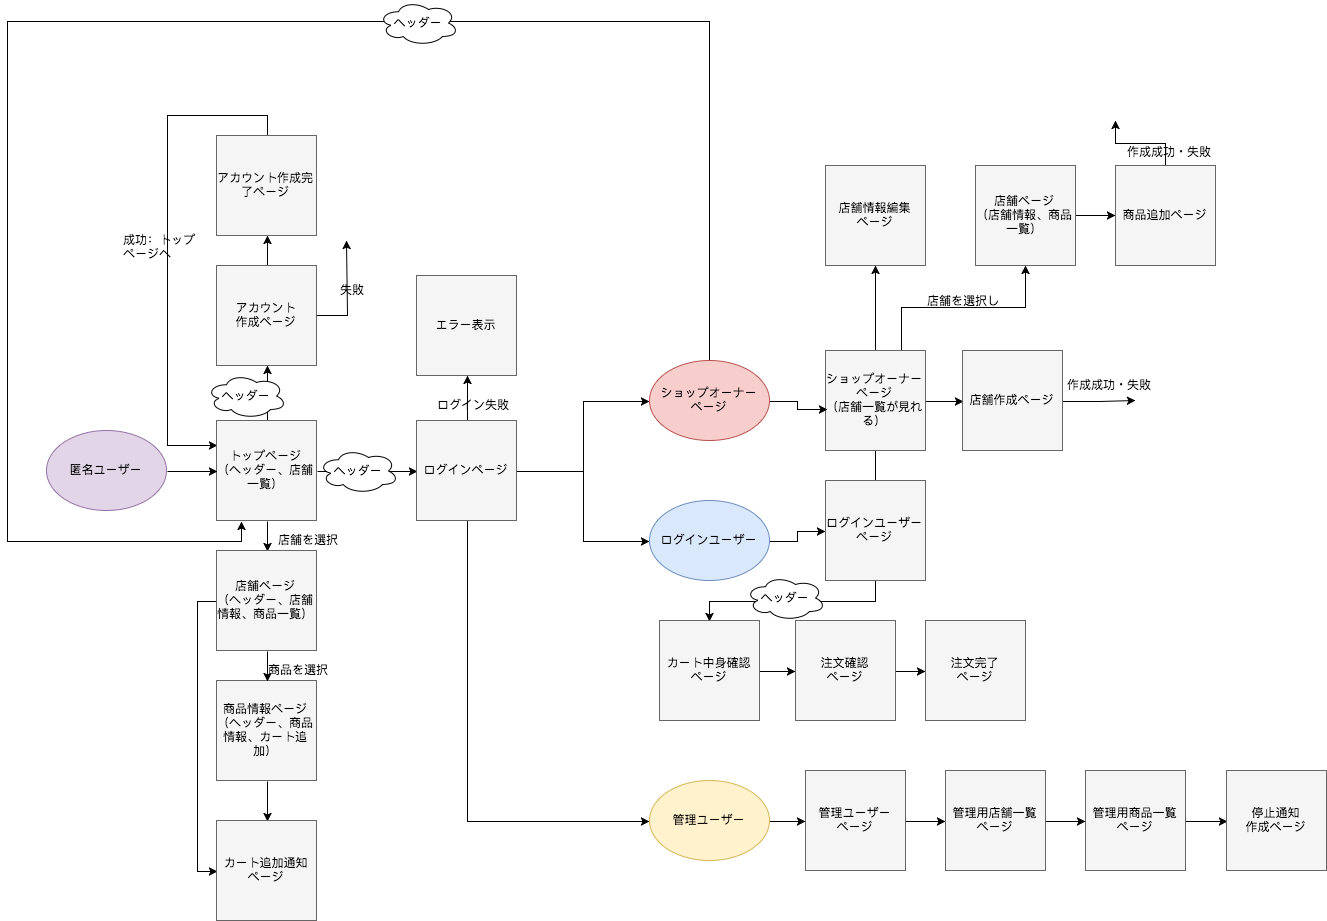 ヘッダー
アカウント作成完
了ページ
成功：トップ
ページへ
アカウント
作成ページ
失敗
ヘッダー
匿名ユーザー
トップページ
（ヘッダー、店舗
一覧）
ヘッダー
店舗を選択
店舗ページ
（ヘッダー、店舗
情報、商品一覧）
商品を選択
商品情報ページ
（ヘッダー、商品
情報、カート追
加）
カート追加通知
ページ
エラー表示
ログイン失敗
ログインページ
ショップオーナー
ページ
ログインユーザー
管理ユーザー
店舗情報編集
ページ
店舗ページ
（店舗情報、商品
一覧）
作成成功・失敗
商品追加ページ
店舗を選択し
ショップオーナー
ページ
（店舗一覧が見れ
る）
店舗作成ページ
作成成功・失敗
ログインユーザー
ページ
ヘッダー
カート中身確認
ページ
注文確認
ページ
注文完了
ページ
管理ユーザー
ページ
管理用店舗一覧
ページ
管理用商品一覧
ページ
停止通知
作成ページ